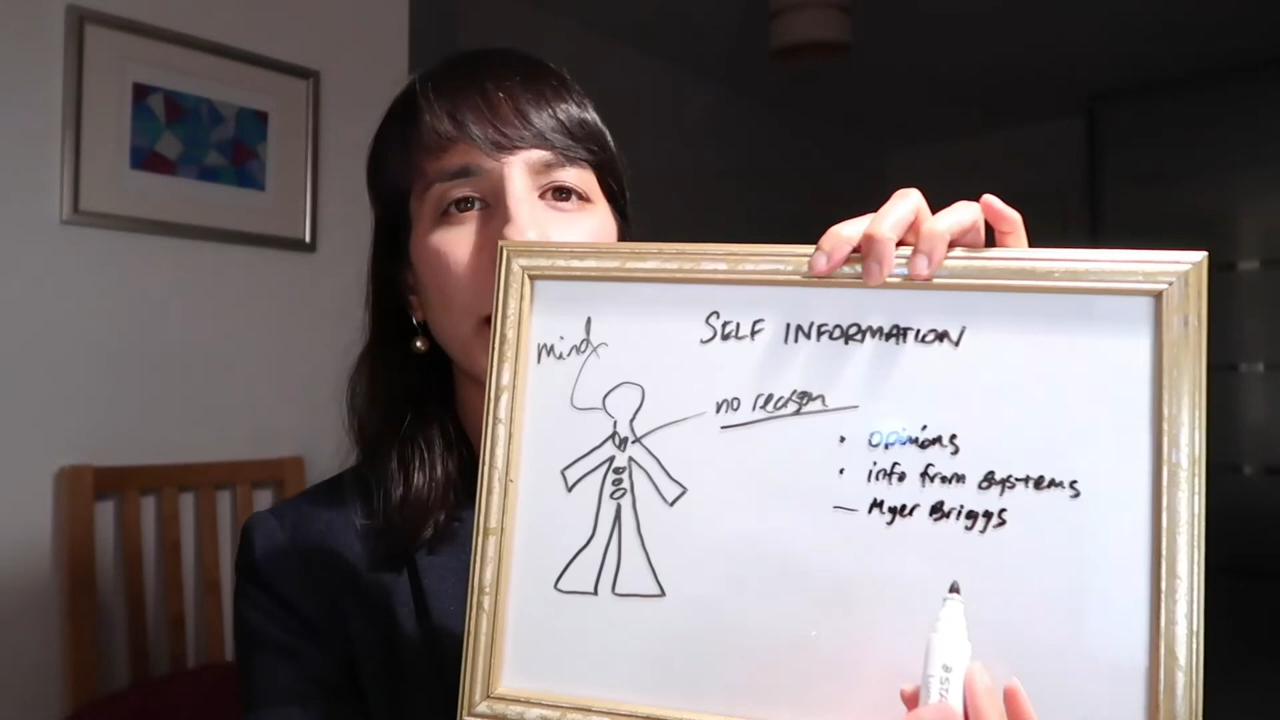 SELF INFORMATION
mind
no reason
• opinions
• info from systems
— Myer Briggs